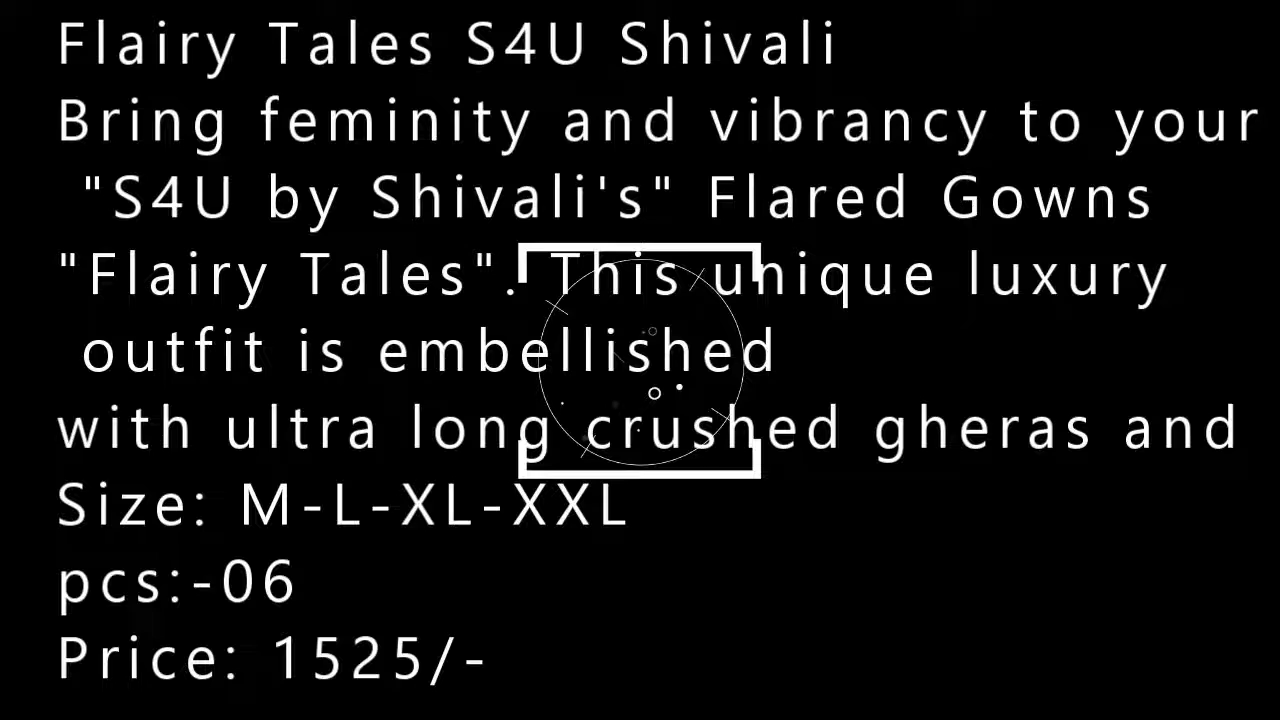 Flairy Tales S4U Shivali
Bring feminity and vibrancy to your
"S4U by Shivali's" Flared Gowns
"Flairy Tales". This unique luxury
outfit is embellished
with ultra long crushed gheras and
Size: M-L-XL-XXL
pcs:-06
Price: 1525/-